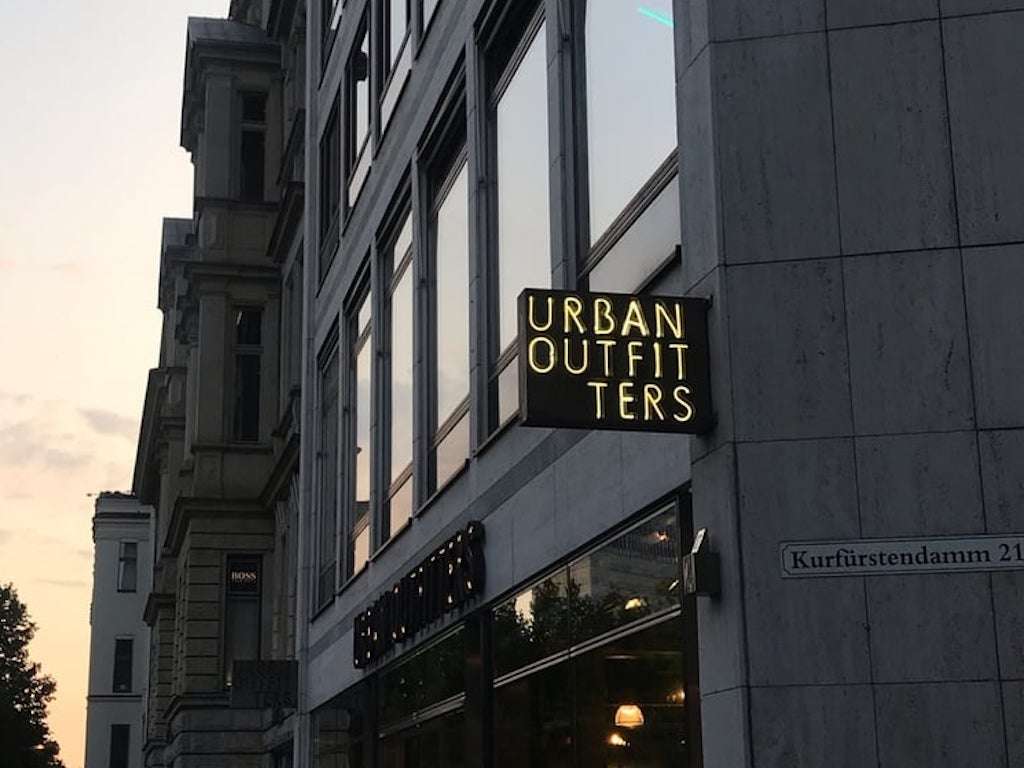 URBAN
OUTFIT
TERS
BOSS
Kurfürstendamm 21